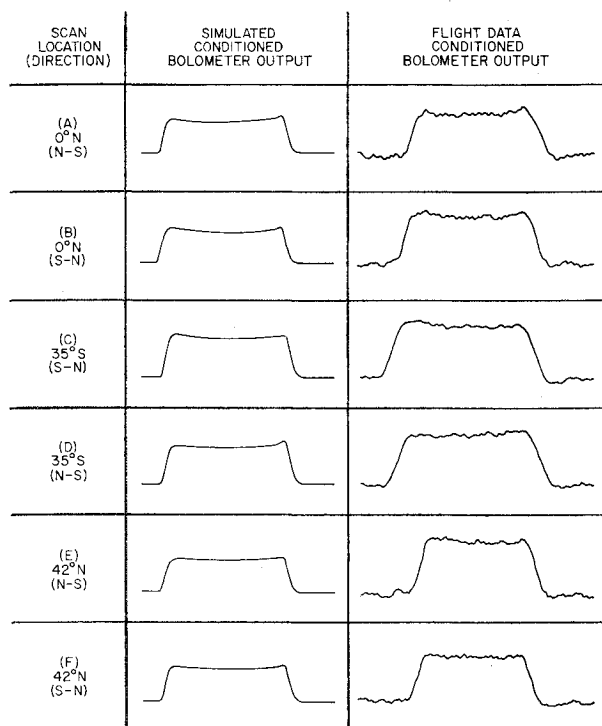 SCAN
LOCATION
(DIRECTION)
SIMULATED
CONDITIONED
BOLOMETER OUTPUT
FLIGHT DATA
CONDITIONED
BOLOMETER OUTPUT
(A)
0°N
(N-S)
(B)
0°N
(S-N)
(C)
35°S
(S-N)
(D)
35°S
(N-S)
(E)
42°N
(N-S)
(F)
42°N
(S-N)